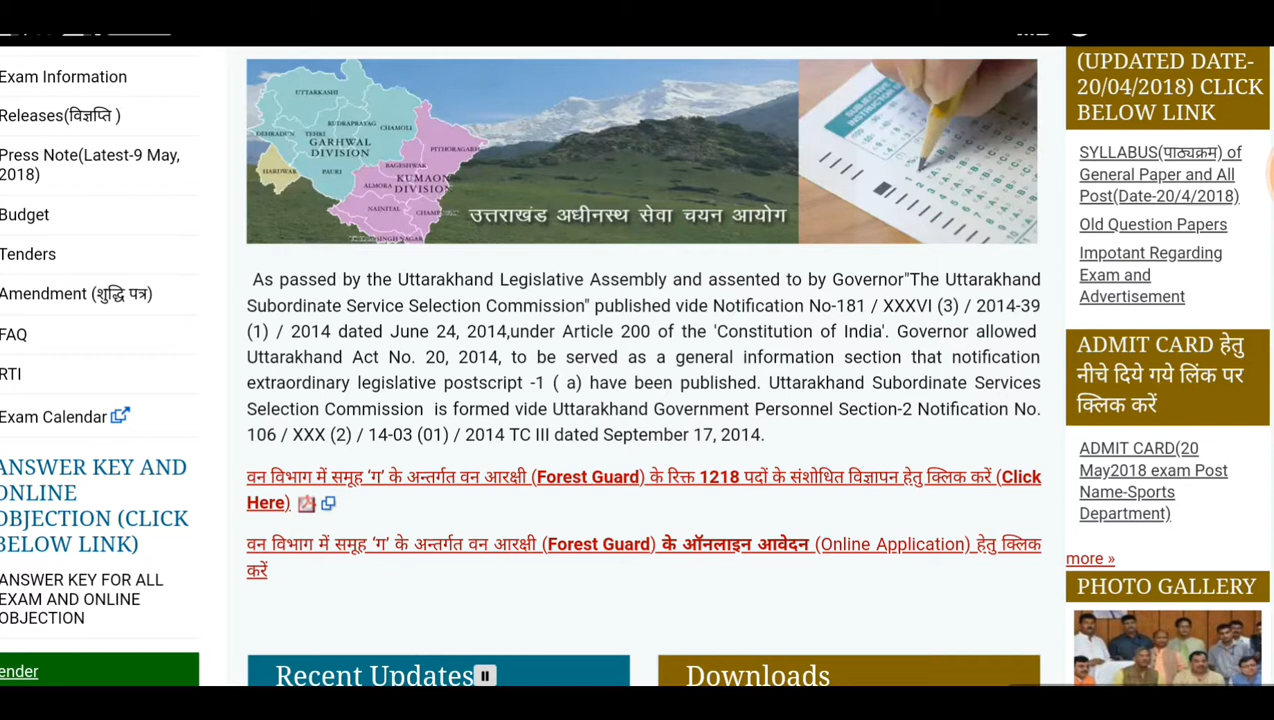 Exam Information
Releases(विज्ञप्ति )
Press Note(Latest-9 May,
2018)
Budget
Tenders
Amendment (शुद्धि पत्र)
FAQ
RTI
Exam Calendar
ANSWER KEY AND
ONLINE
OBJECTION (CLICK
BELOW LINK)
ANSWER KEY FOR ALL
EXAM AND ONLINE
OBJECTION
ender
UTTARKASHI
RUDRAPRAYAG
DEHRADUN
TEHRI
CHAMOLI
GARHWAL
DIVISION
PITHORAGARH
HARDWAR
PAURI
BAGESHWAR
KUMAON
ALMORA
DIVISION
NAINITAL
उत्तराखंड अधीनस्थ सेवा चयन आयोग
As passed by the Uttarakhand Legislative Assembly and assented to by Governor"The Uttarakhand
Subordinate Service Selection Commission" published vide Notification No-181 / XXXVI (3) / 2014-39
(1) / 2014 dated June 24, 2014,under Article 200 of the 'Constitution of India'. Governor allowed
Uttarakhand Act No. 20, 2014, to be served as a general information section that notification
extraordinary legislative postscript -1 ( a) have been published. Uttarakhand Subordinate Services
Selection Commission is formed vide Uttarakhand Government Personnel Section-2 Notification No.
106 / XXX (2) / 14-03 (01) / 2014 TC III dated September 17, 2014.
वन विभाग में समूह 'ग' के अन्तर्गत वन आरक्षी (Forest Guard) के रिक्त 1218 पदों के संशोधित विज्ञापन हेतु क्लिक करें (Click
Here)
वन विभाग में समूह 'ग' के अन्तर्गत वन आरक्षी (Forest Guard) के ऑनलाइन आवेदन (Online Application) हेतु क्लिक
करें
Recent Updates
Downloads
(UPDATED DATE-
20/04/2018) CLICK
BELOW LINK
SYLLABUS(पाठ्यक्रम) of
General Paper and All
Post(Date-20/4/2018)
Old Question Papers
Impotant Regarding
Exam and
Advertisement
ADMIT CARD हेतु
नीचे दिये गये लिंक पर
क्लिक करें
ADMIT CARD(20
May2018 exam Post
Name-Sports
Department)
more »
PHOTO GALLERY